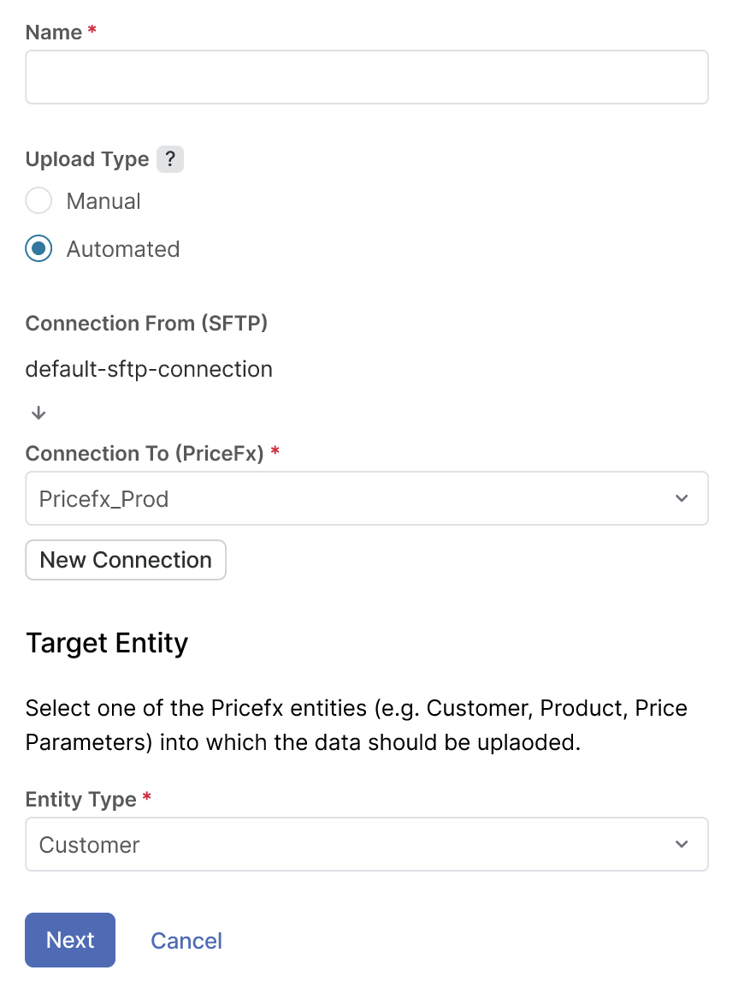 Name *
Upload Type ?
Manual
Automated
Connection From (SFTP)
default-sftp-connection
Connection To (PriceFx) *
Pricefx_Prod
New Connection
Target Entity
Select one of the Pricefx entities (e.g. Customer, Product, Price
Parameters) into which the data should be uplaoded.
Entity Type *
Customer
Next Cancel